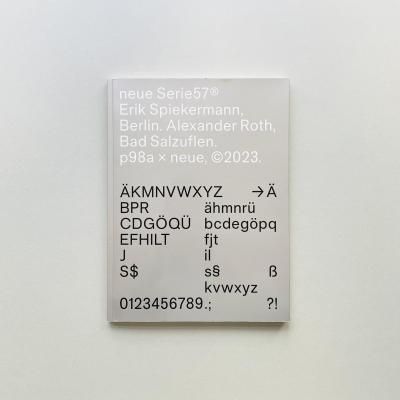 neue Serie57®
Erik Spiekermann,
Berlin. Alexander Roth,
Bad Salzuflen.
p98a × neue, ©2023.
ÄKMNVWXYZ →Ä
BPR ähmnrü
CDGÖQÜ bcdegöpq
EFHILT fjt
J il
S$ s§ ß
kvwxyz
0123456789.; ?!